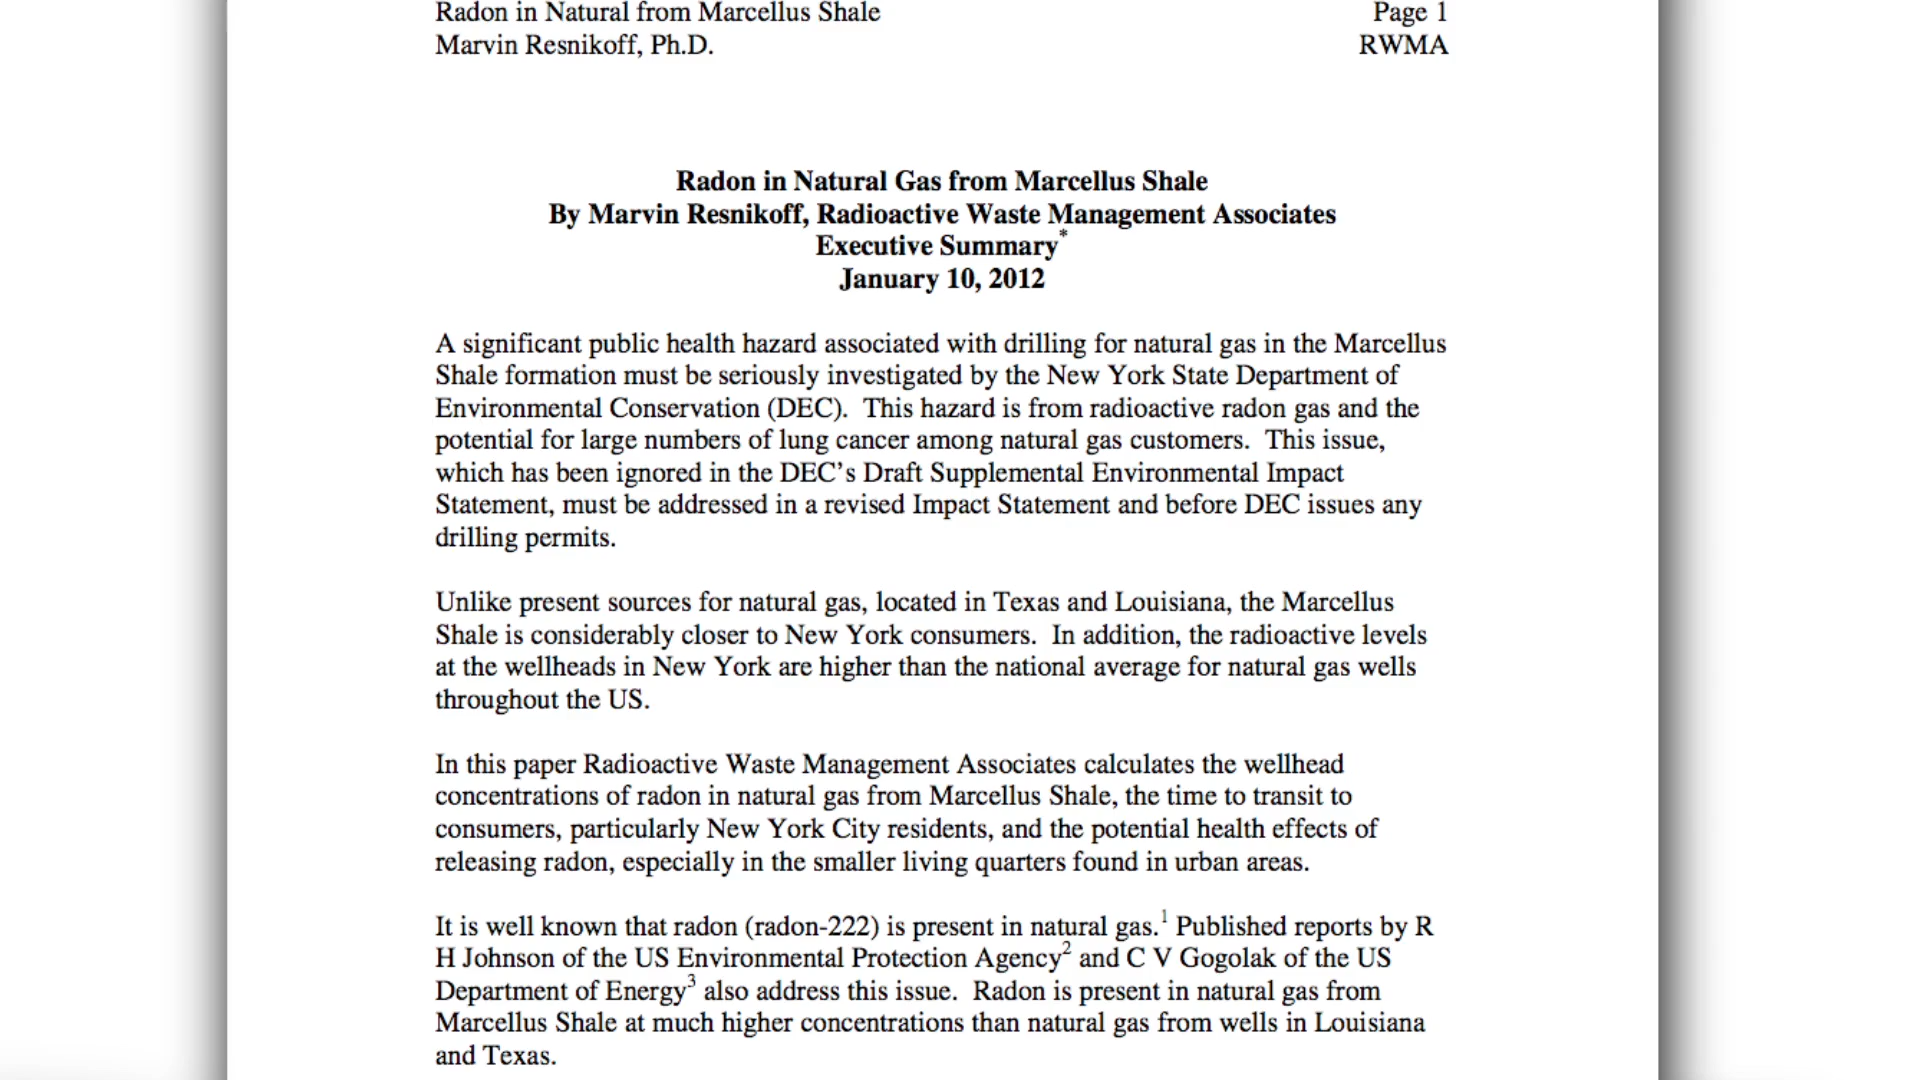 Radon in Natural from Marcellus Shale Page 1
Marvin Resnikoff, Ph.D. RWMA
Radon in Natural Gas from Marcellus Shale
By Marvin Resnikoff, Radioactive Waste Management Associates
Executive Summary*
January 10, 2012
A significant public health hazard associated with drilling for natural gas in the Marcellus
Shale formation must be seriously investigated by the New York State Department of
Environmental Conservation (DEC).  This hazard is from radioactive radon gas and the
potential for large numbers of lung cancer among natural gas customers.  This issue,
which has been ignored in the DEC’s Draft Supplemental Environmental Impact
Statement, must be addressed in a revised Impact Statement and before DEC issues any
drilling permits.
Unlike present sources for natural gas, located in Texas and Louisiana, the Marcellus
Shale is considerably closer to New York consumers.  In addition, the radioactive levels
at the wellheads in New York are higher than the national average for natural gas wells
throughout the US.
In this paper Radioactive Waste Management Associates calculates the wellhead
concentrations of radon in natural gas from Marcellus Shale, the time to transit to
consumers, particularly New York City residents, and the potential health effects of
releasing radon, especially in the smaller living quarters found in urban areas.
It is well known that radon (radon-222) is present in natural gas.¹ Published reports by R
H Johnson of the US Environmental Protection Agency² and C V Gogolak of the US
Department of Energy³ also address this issue.  Radon is present in natural gas from
Marcellus Shale at much higher concentrations than natural gas from wells in Louisiana
and Texas.